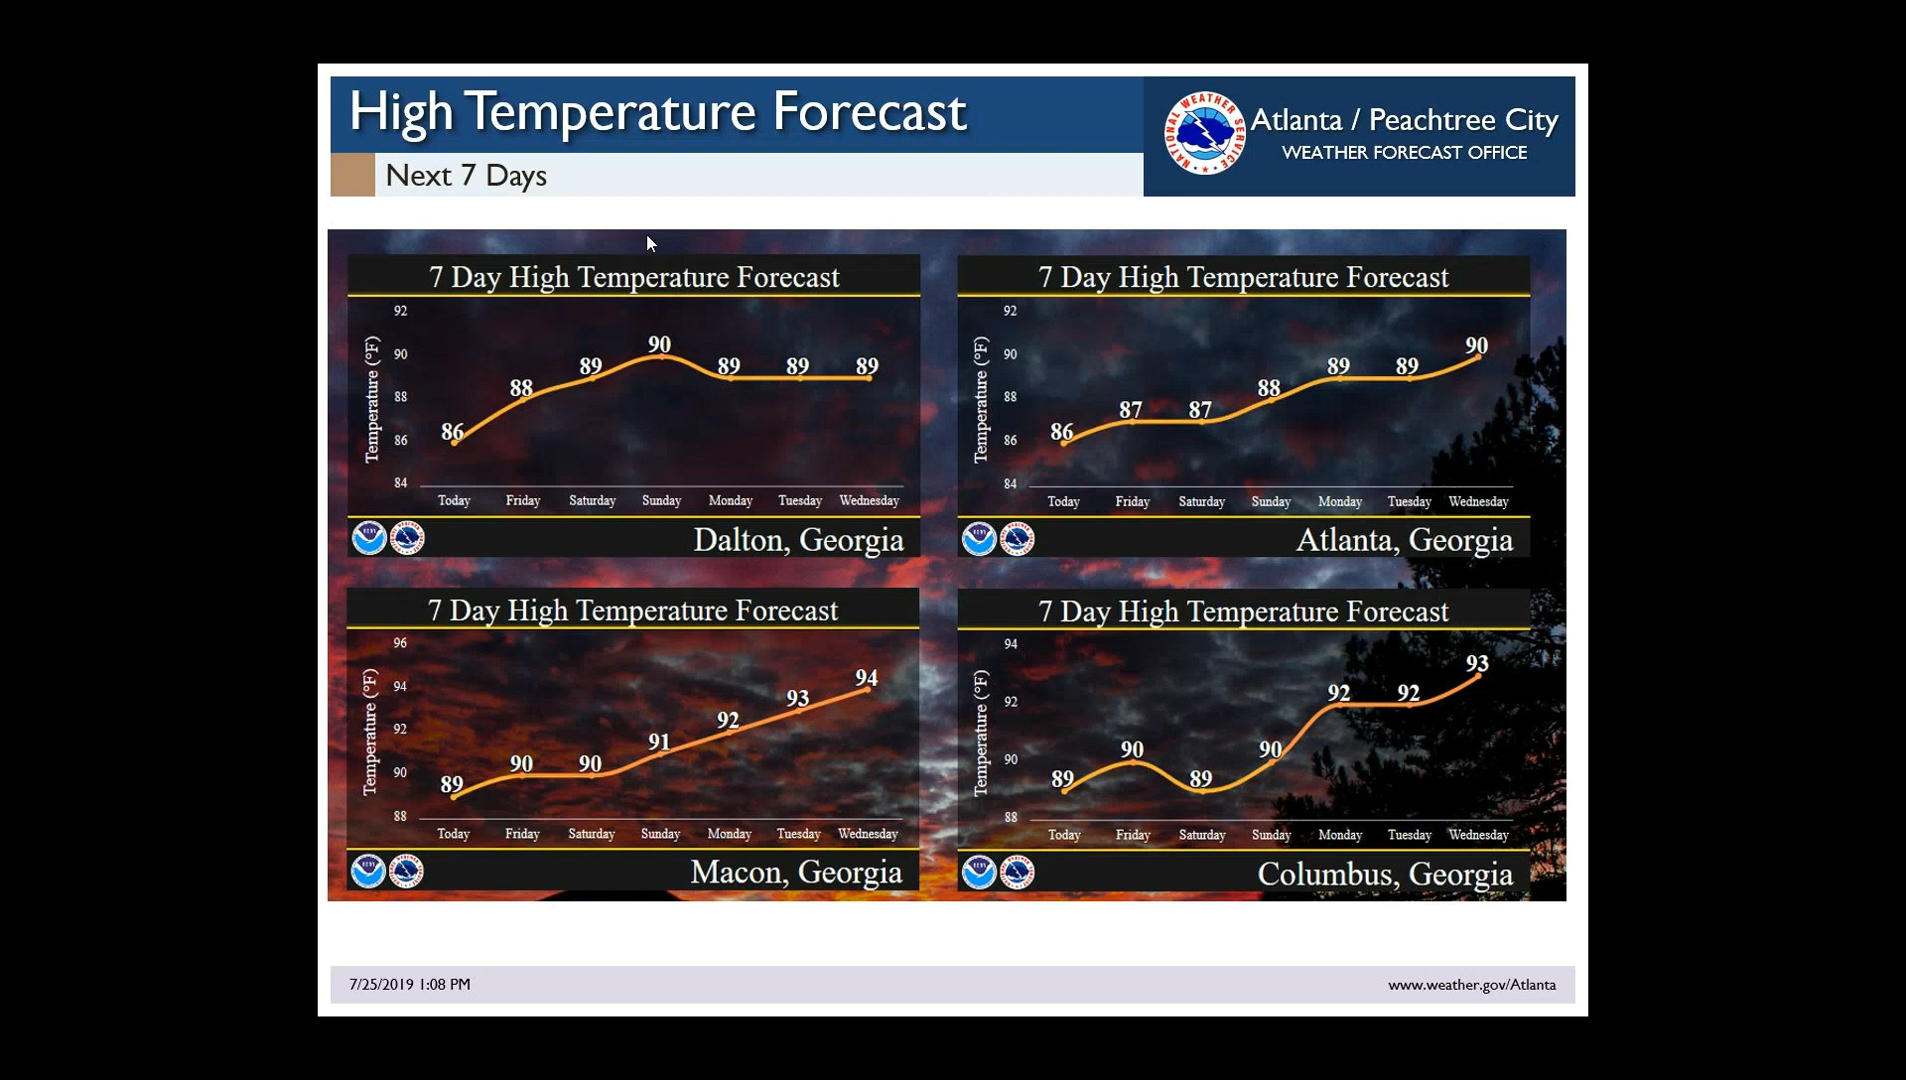 High Temperature Forecast
Next 7 Days
NATIONAL WEATHER SERVICE
Atlanta / Peachtree City
WEATHER FORECAST OFFICE
7 Day High Temperature Forecast
Temperature (°F)
92
90
88
86
84
86 88 89 90 89 89 89
Today Friday Saturday Sunday Monday Tuesday Wednesday
Dalton, Georgia
7 Day High Temperature Forecast
Temperature (°F)
92
90
88
86
84
86 87 87 88 89 89 90
Today Friday Saturday Sunday Monday Tuesday Wednesday
Atlanta, Georgia
7 Day High Temperature Forecast
Temperature (°F)
96
94
92
90
88
89 90 90 91 92 93 94
Today Friday Saturday Sunday Monday Tuesday Wednesday
Macon, Georgia
7 Day High Temperature Forecast
Temperature (°F)
94
92
90
88
89 90 89 90 92 92 93
Today Friday Saturday Sunday Monday Tuesday Wednesday
Columbus, Georgia
7/25/2019 1:08 PM
www.weather.gov/Atlanta